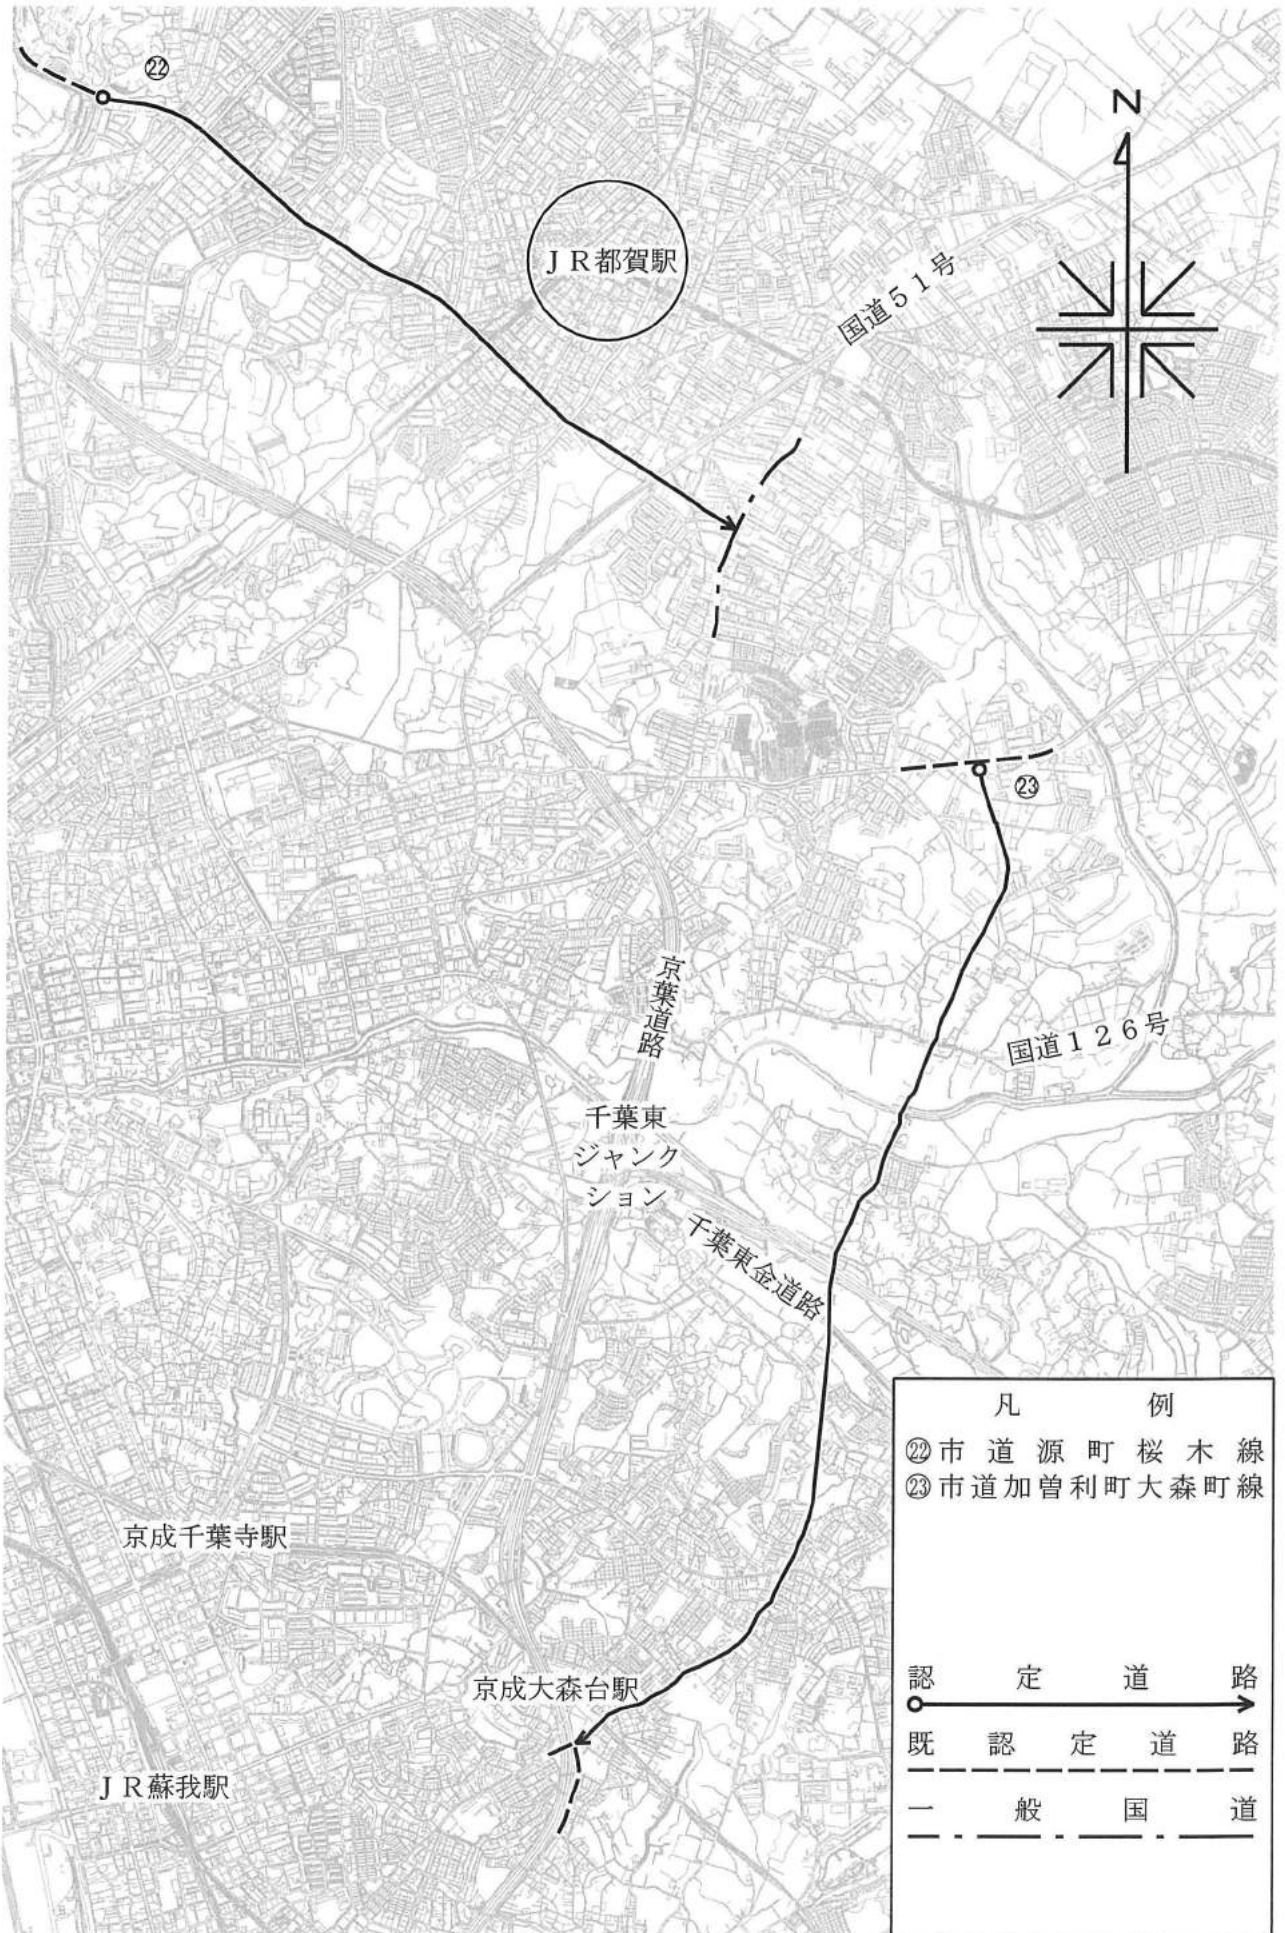 ㉒
N
JR都賀駅
国道51号
㉓
京葉道路
国道126号
千葉東
ジャンク
ション
千葉東金道路
凡例
㉒市道源町桜木線
㉓市道加曽利町大森町線
京成千葉寺駅
認定道路
京成大森台駅
既認定道路
JR蘇我駅
一般国道